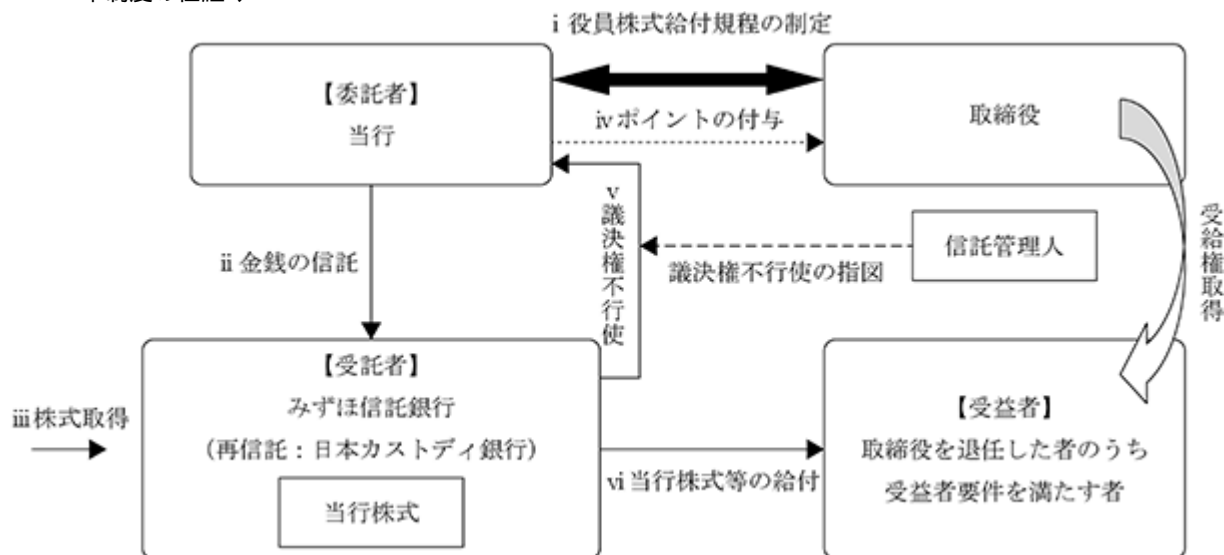 ⅰ 役員株式給付規程の制定
【委託者】
当行
取締役
ⅳポイントの付与
ⅴ議決権不行使
信託管理人
議決権不行使の指図
受給権取得
ⅱ 金銭の信託
【受託者】
みずほ信託銀行
(再信託:日本カストディ銀行)
当行株式
ⅲ株式取得
ⅵ当行株式等の給付
【受益者】
取締役を退任した者のうち
受益者要件を満たす者